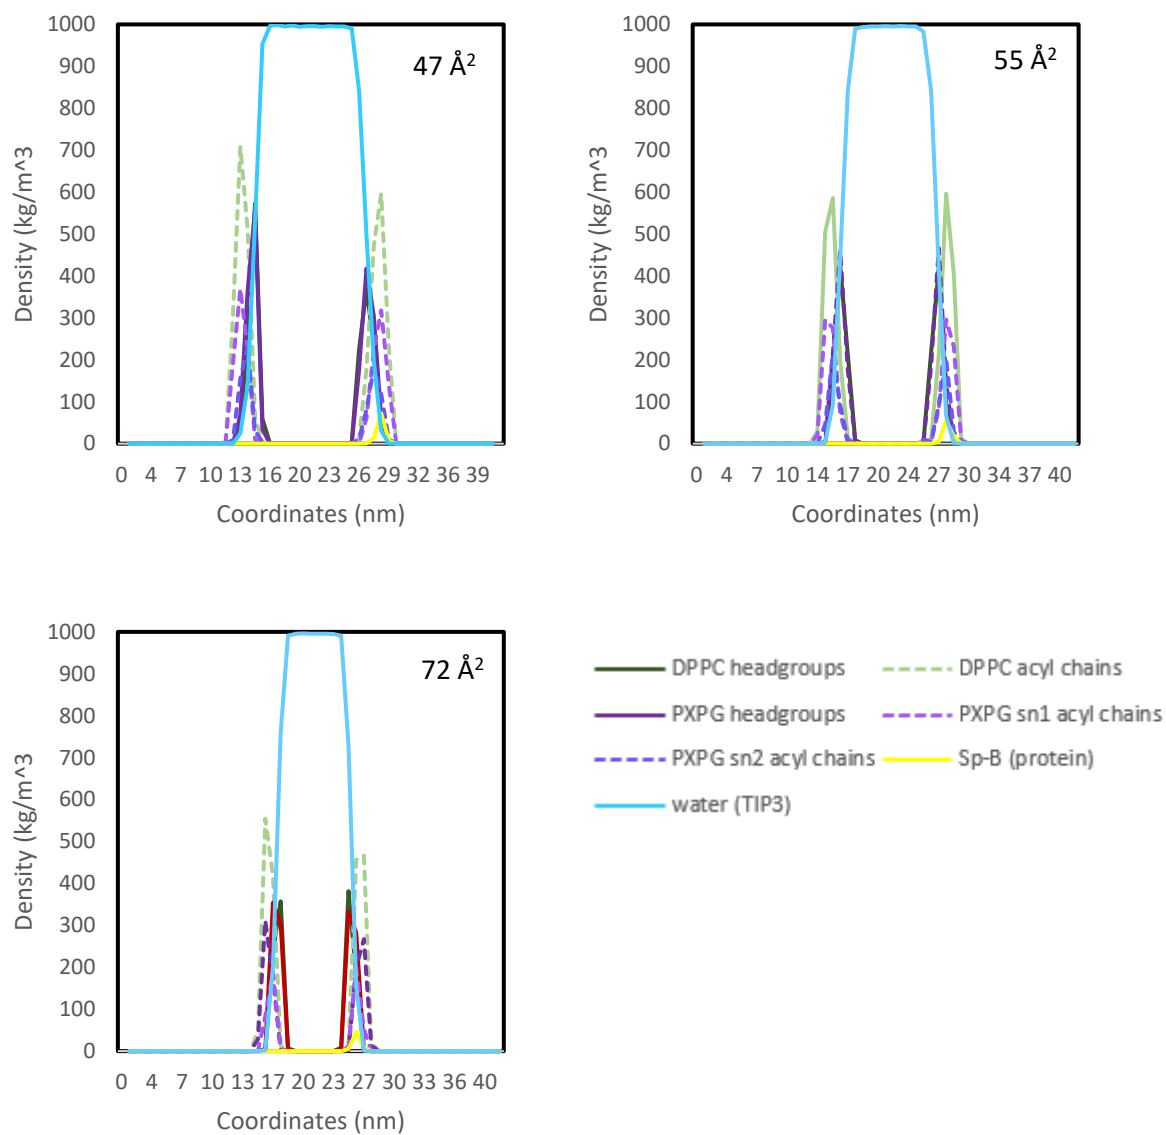 47 Å²
1000
900
800
700
600
500
400
300
200
100
0
Density (kg/m^3
0 4 7 10 13 16 20 23 26 29 32 36 39
Coordinates (nm)
55 Å²
1000
900
800
700
600
500
400
300
200
100
0
Density (kg/m^3
0 4 7 10 14 17 20 24 27 30 34 37 40
Coordinates (nm)
72 Å²
1000
900
800
700
600
500
400
300
200
100
0
Density (kg/m^3
0 4 7 10 13 17 20 23 27 30 33 37 40
Coordinates (nm)
DPPC headgroups DPPC acyl chains
PXPG headgroups PXPG sn1 acyl chains
PXPG sn2 acyl chains Sp-B (protein)
water (TIP3)